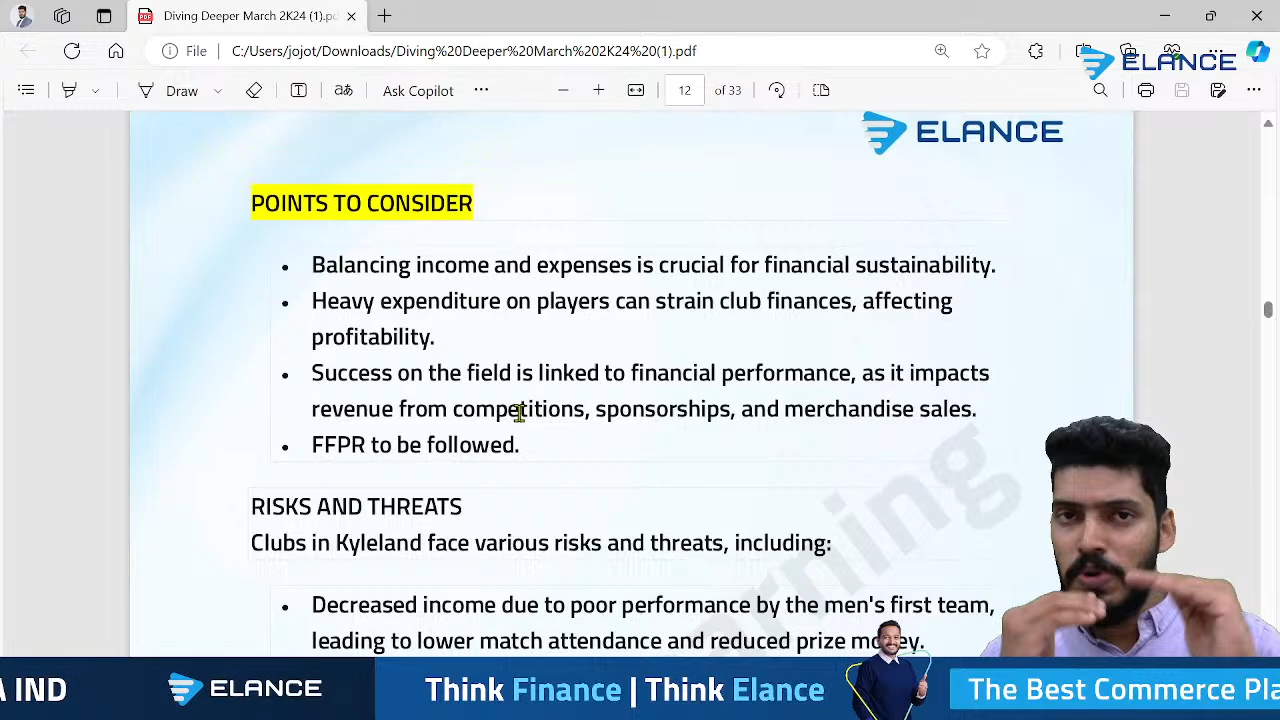 Diving Deeper March 2K24 (1).pd
File
C:/Users/jojot/Downloads/Diving%20Deeper%20March%202K24%20(1).pdf
ELANCE
Draw
Ask Copilot
12
of 33
ELANCE
POINTS TO CONSIDER
• Balancing income and expenses is crucial for financial sustainability.
• Heavy expenditure on players can strain club finances, affecting
profitability.
• Success on the field is linked to financial performance, as it impacts
revenue from competitions, sponsorships, and merchandise sales.
• FFPR to be followed.
RISKS AND THREATS
Clubs in Kyleland face various risks and threats, including:
• Decreased income due to poor performance by the men's first team,
leading to lower match attendance and reduced prize money.
A IND
ELANCE
Think Finance | Think Elance
The Best Commerce Pla